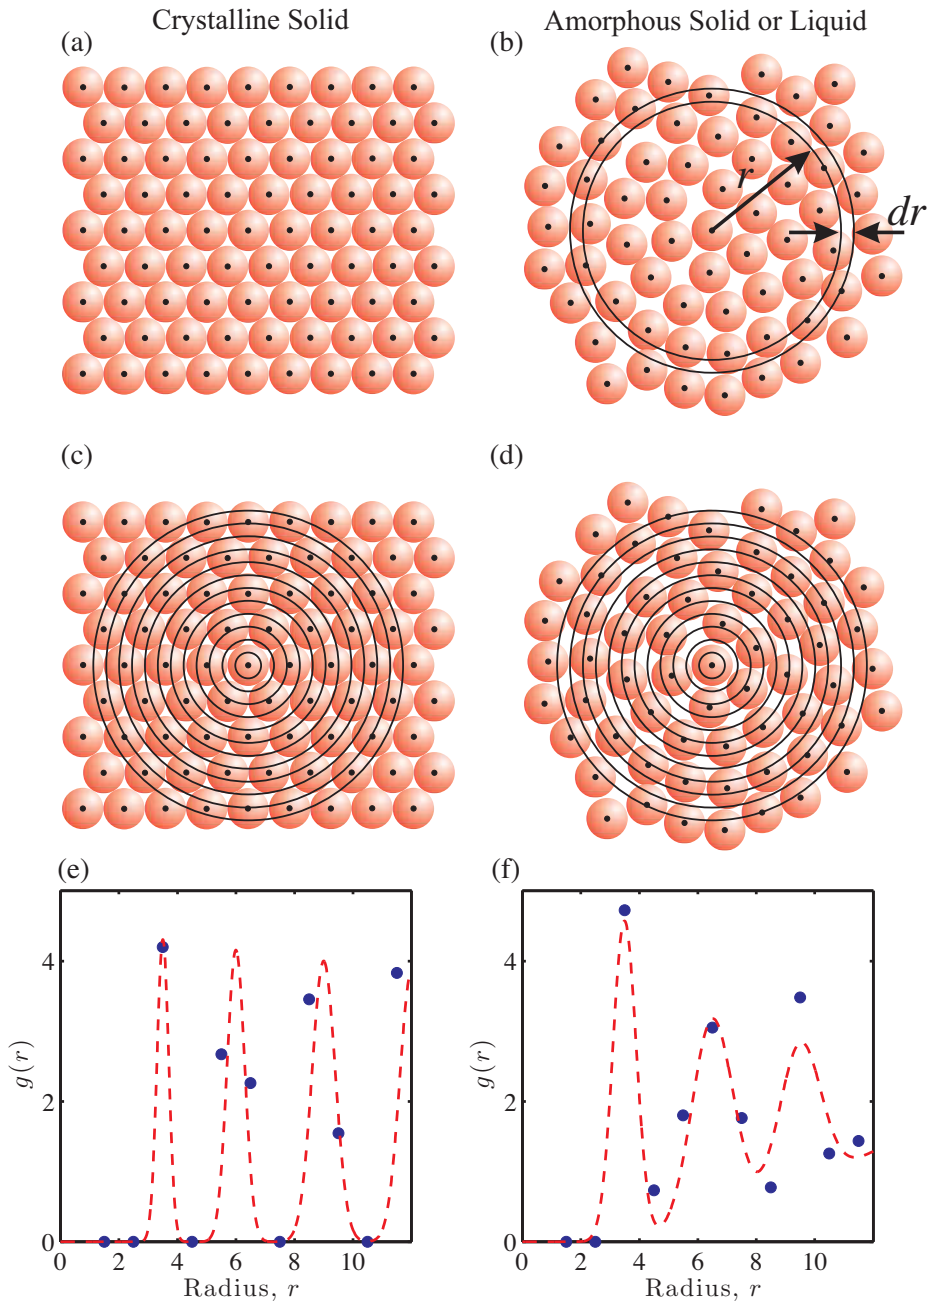 Crystalline Solid
Amorphous Solid or Liquid
(a)
(b)
r
dr
(c)
(d)
(e)
(f)
4
2
0
g(r)
0 2 4 6 8 10
Radius, r
4
2
0
g(r)
0 2 4 6 8 10
Radius, r